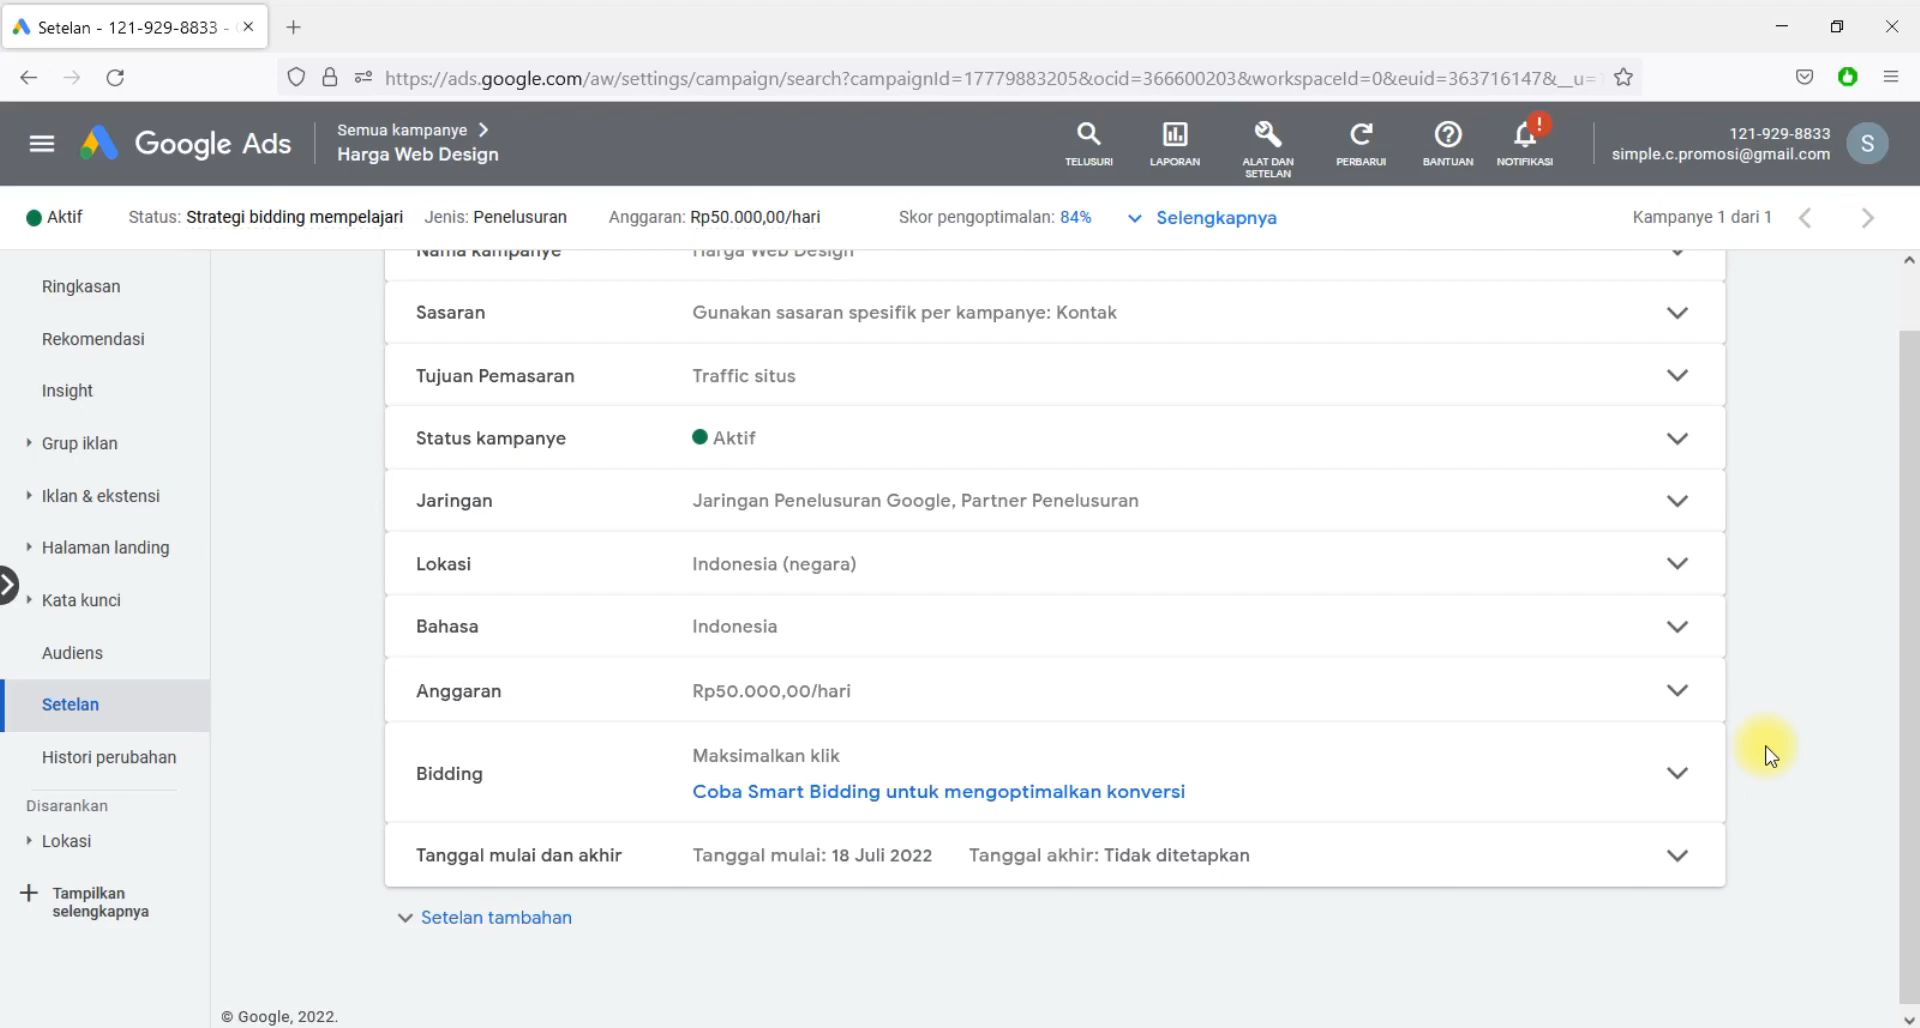 Setelan - 121-929-8833 -
https://ads.google.com/aw/settings/campaign/search?campaignId=17779883205&ocid=366600203&workspaceId=0&euid=363716147&__u=
Google Ads
Semua kampanye
Harga Web Design
TELUSURI
LAPORAN
ALAT DAN SETELAN
PERBARUI
BANTUAN
NOTIFIKASI
!
121-929-8833
simple.c.promosi@gmail.com
S
Aktif
Status: Strategi bidding mempelajari
Jenis: Penelusuran
Anggaran: Rp50.000,00/hari
Skor pengoptimalan: 84%
Selengkapnya
Kampanye 1 dari 1
Ringkasan
Rekomendasi
Insight
Grup iklan
Iklan & ekstensi
Halaman landing
Kata kunci
Audiens
Setelan
Histori perubahan
Disarankan
Lokasi
Tampilkan
selengkapnya
Nama kampanye Harga Web Design
Sasaran Gunakan sasaran spesifik per kampanye: Kontak
Tujuan Pemasaran Traffic situs
Status kampanye Aktif
Jaringan Jaringan Penelusuran Google, Partner Penelusuran
Lokasi Indonesia (negara)
Bahasa Indonesia
Anggaran Rp50.000,00/hari
Bidding Maksimalkan klik
Coba Smart Bidding untuk mengoptimalkan konversi
Tanggal mulai dan akhir Tanggal mulai: 18 Juli 2022 Tanggal akhir: Tidak ditetapkan
Setelan tambahan
© Google, 2022.